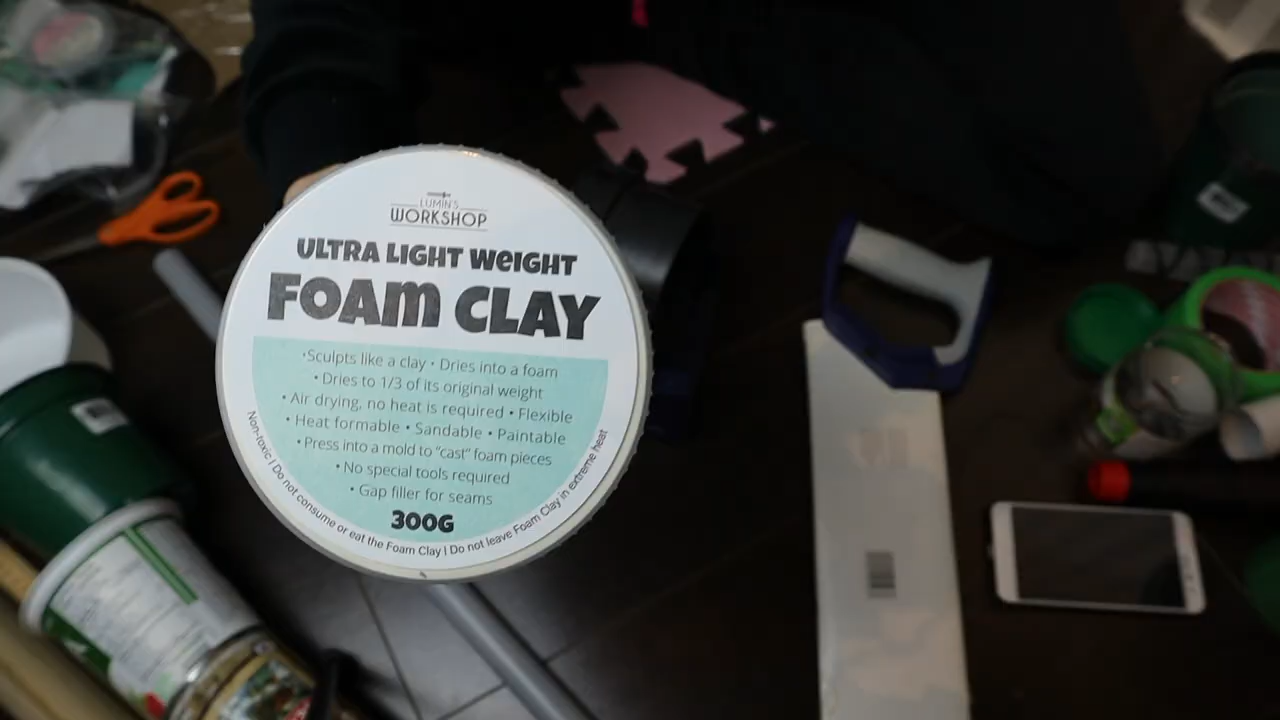 LUMIN'S
WORKSHOP
ULTRA LIGHT WEIGHT
FOAM CLAY
•Sculpts like a clay • Dries into a foam
• Dries to 1/3 of its original weight
• Air drying, no heat is required • Flexible
• Heat formable • Sandable • Paintable
• Press into a mold to "cast" foam pieces
• No special tools required
• Gap filler for seams
300G
Non-toxic | Do not consume or eat the Foam Clay | Do not leave Foam Clay in extreme heat